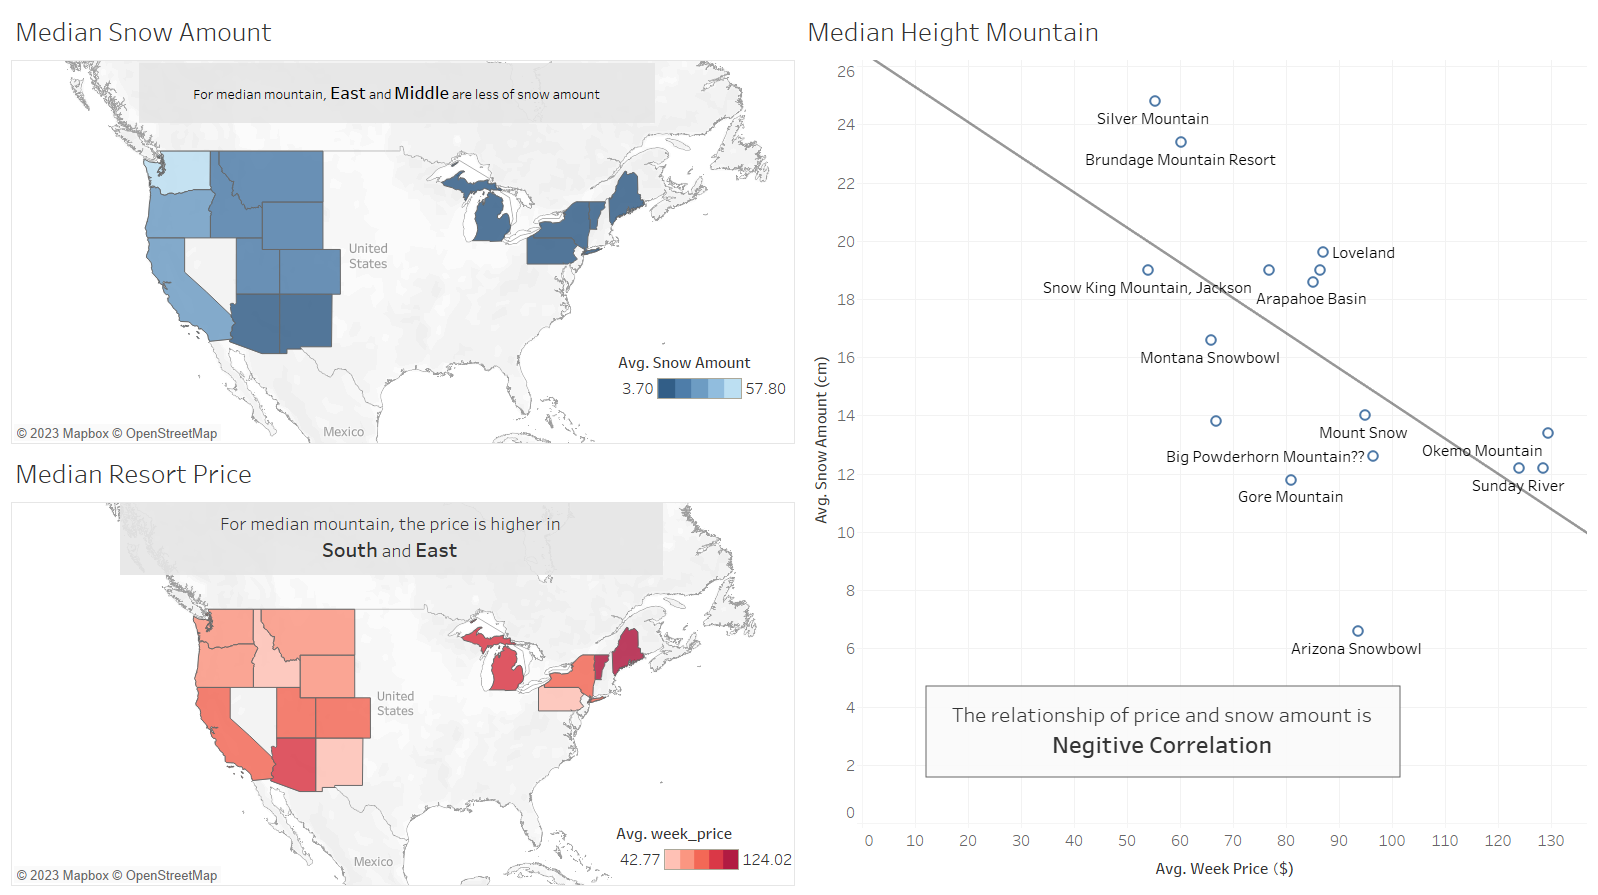 Median Snow Amount
For median mountain, East and Middle are less of snow amount
United
States
Mexico
Avg. Snow Amount
3.70 57.80
© 2023 Mapbox © OpenStreetMap
Median Resort Price
For median mountain, the price is higher in
South and East
United
States
Mexico
Avg. week_price
42.77 124.02
© 2023 Mapbox © OpenStreetMap
Median Height Mountain
Avg. Snow Amount (cm)
26
24
22
20
18
16
14
12
10
8
6
4
2
0
Silver Mountain
Brundage Mountain Resort
Loveland
Snow King Mountain, Jackson
Arapahoe Basin
Montana Snowbowl
Mount Snow
Okemo Mountain
Big Powderhorn Mountain??
Sunday River
Gore Mountain
Arizona Snowbowl
The relationship of price and snow amount is
Negitive Correlation
0 10 20 30 40 50 60 70 80 90 100 110 120 130
Avg. Week Price ($)